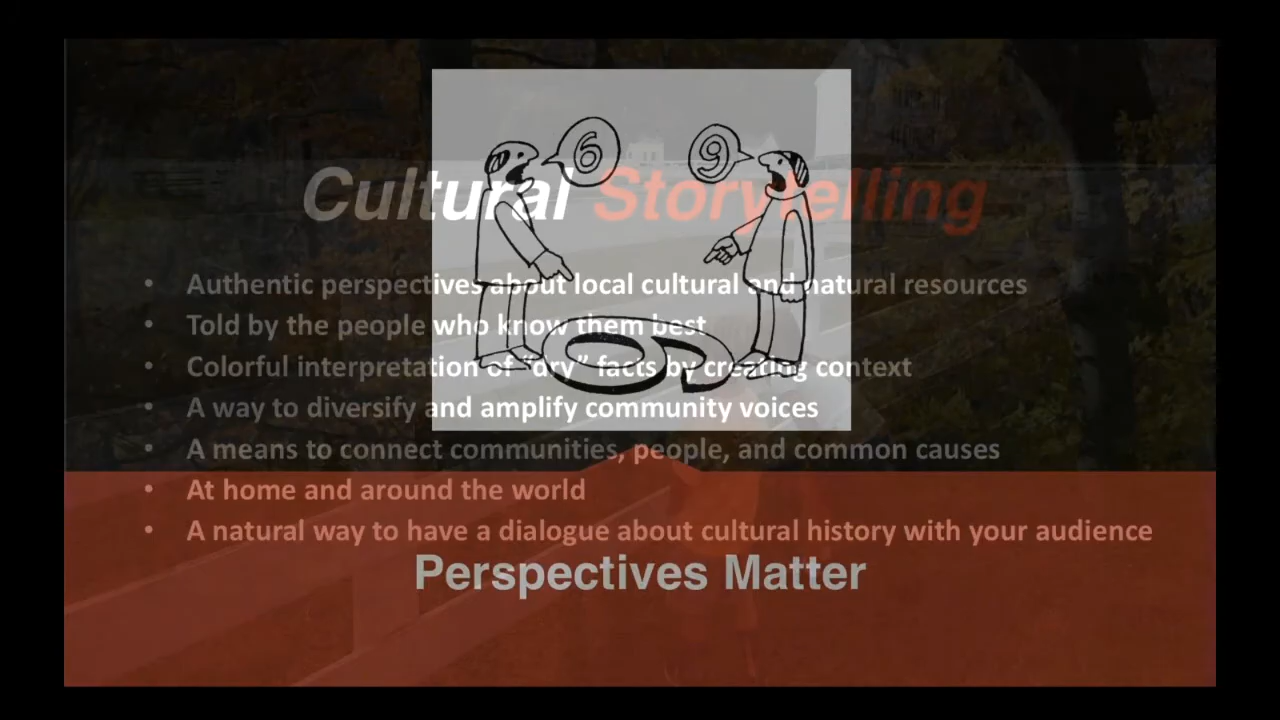 6 9
Cultural Storytelling
• Authentic perspectives about local cultural and natural resources
• Told by the people who know them best
• Colorful interpretation of “dry” facts by creating context
• A way to diversify and amplify community voices
• A means to connect communities, people, and common causes
• At home and around the world
• A natural way to have a dialogue about cultural history with your audience
Perspectives Matter